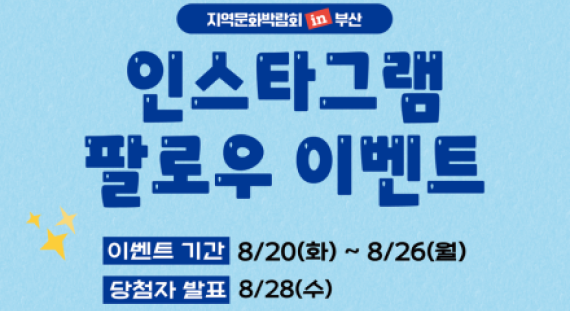 지역문화박람회 in 부산
인스타그램
팔로우 이벤트
이벤트 기간 8/20(화) ~ 8/26(월)
당첨자 발표 8/28(수)